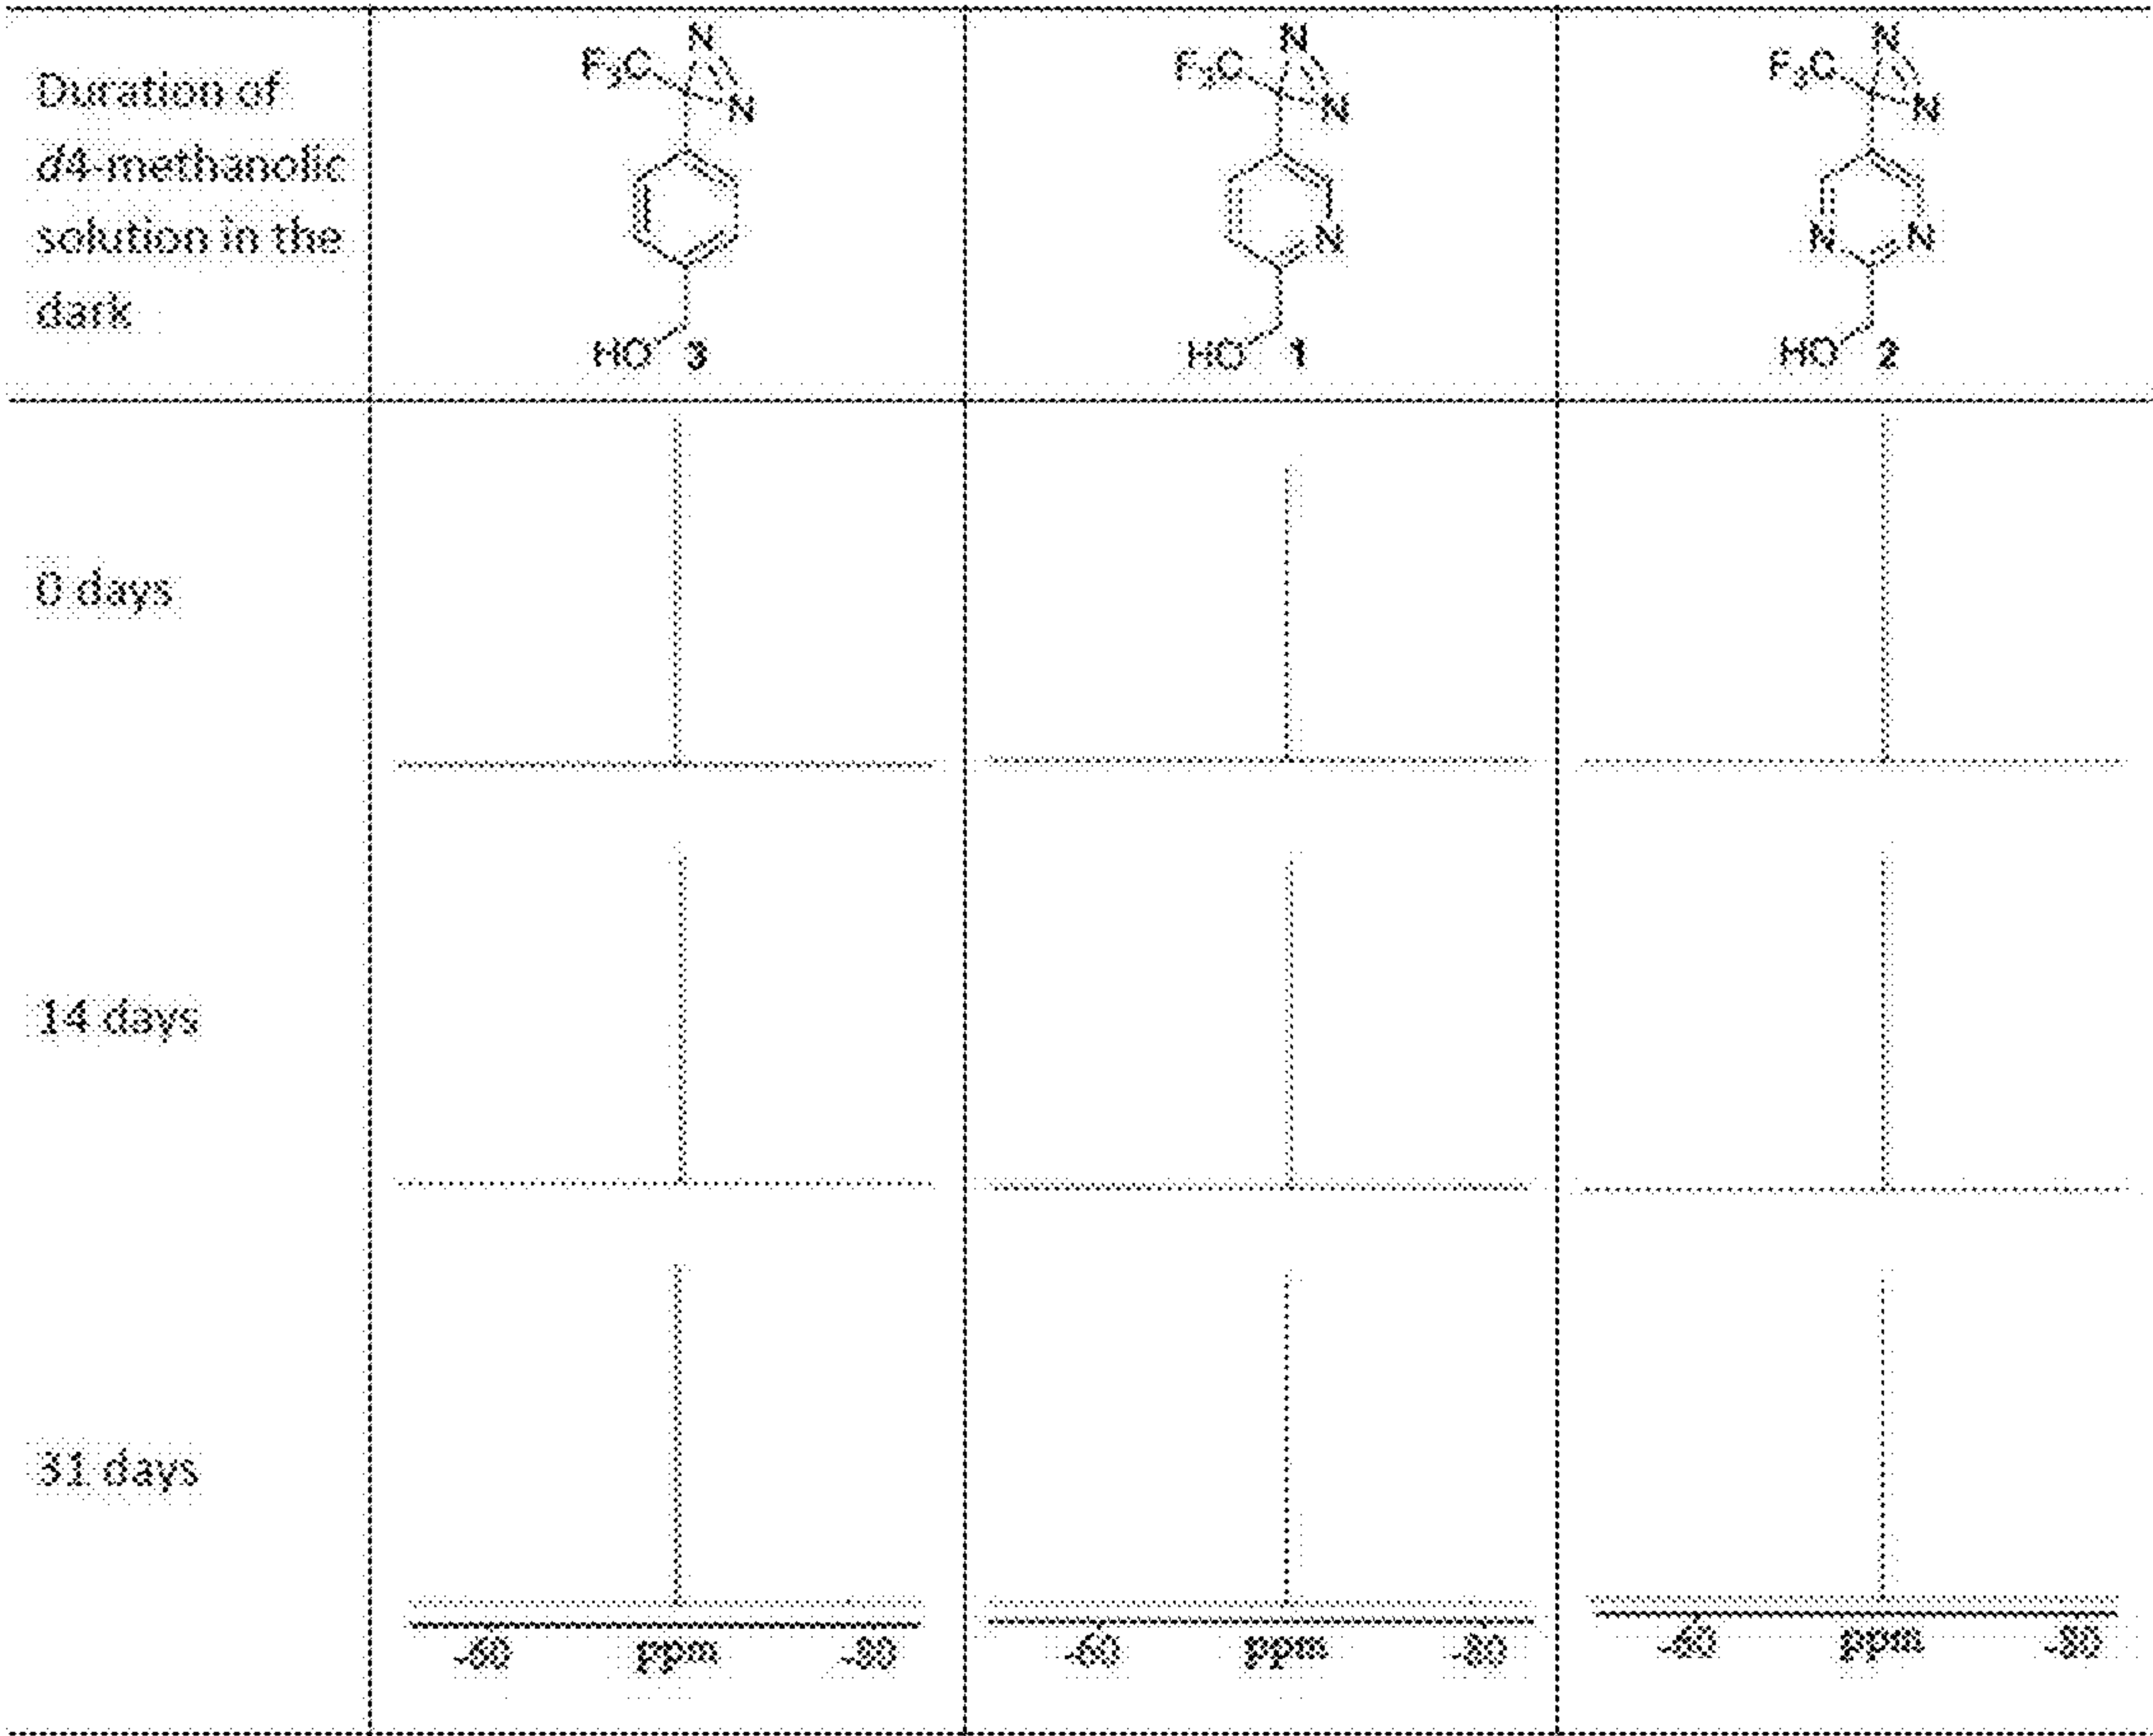 Duration of
d4-methanolic
solution in the
dark
N
F₃C
N
HO 3
N
F₃C
N
N
HO 1
N
F₃C
N
N N
HO 2
0 days
14 days
31 days
-60 ppm -80
-60 ppm -80
-60 ppm -80